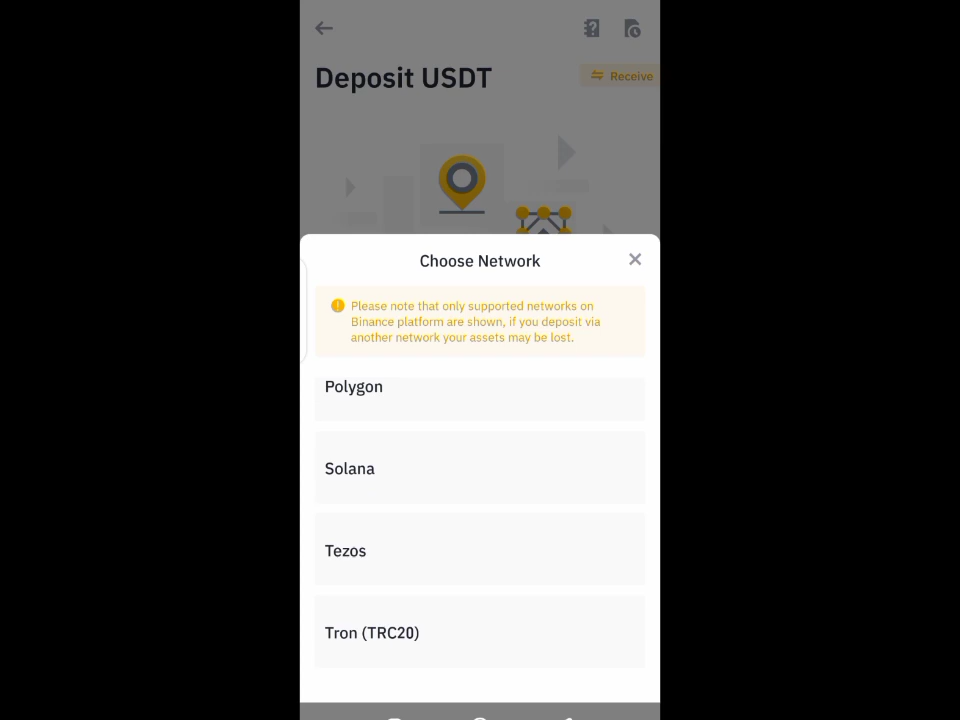 Deposit USDT
Receive
Choose Network
Please note that only supported networks on
Binance platform are shown, if you deposit via
another network your assets may be lost.
Polygon
Solana
Tezos
Tron (TRC20)